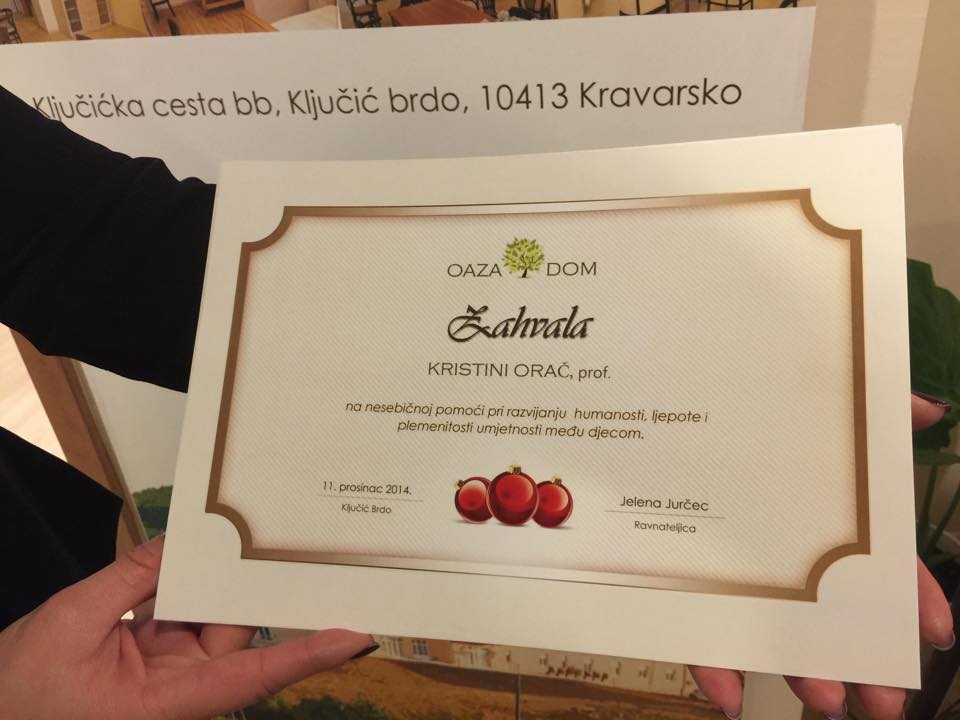 Ključićka cesta bb, Ključić brdo, 10413 Kravarsko
OAZA DOM
Zahvala
KRISTINI ORAČ, prof.
na nesebičnoj pomoći pri razvijanju humanosti, ljepote i
plemenitosti umjetnosti među djecom.
11. prosinac 2014.
Ključić Brdo
Jelena Jurčec
Ravnateljica